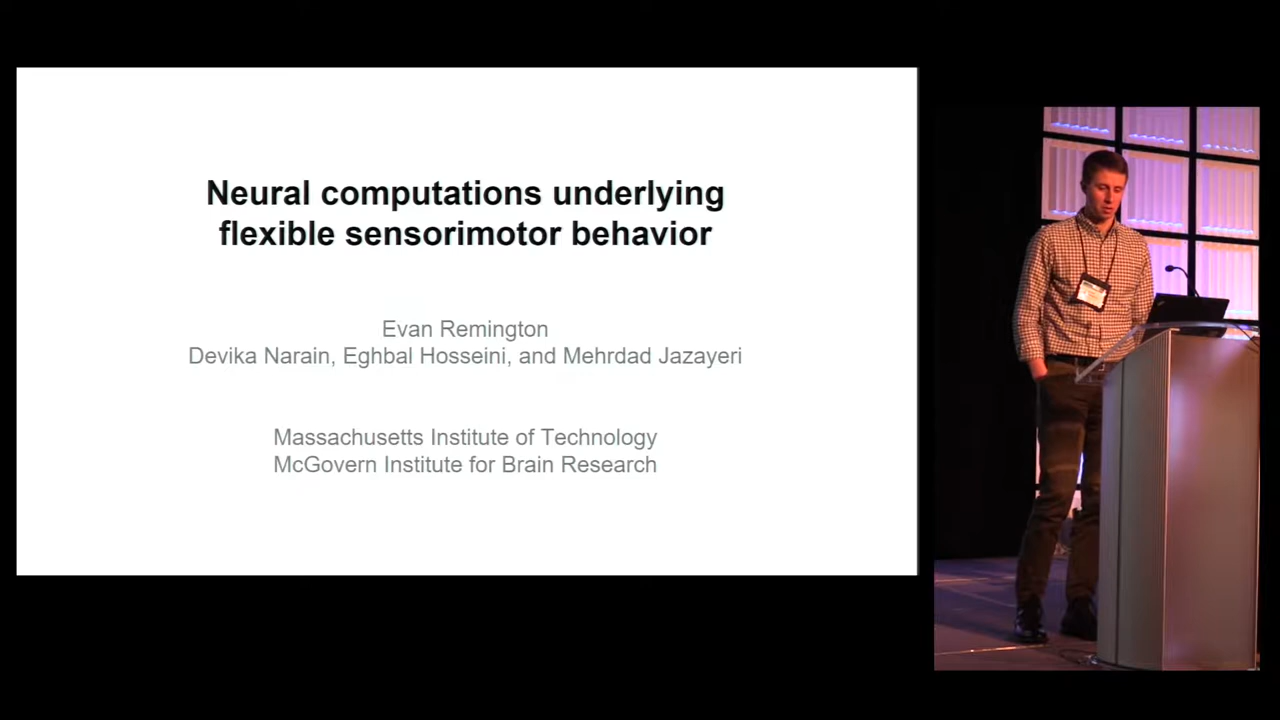 Neural computations underlying
flexible sensorimotor behavior
Evan Remington
Devika Narain, Eghbal Hosseini, and Mehrdad Jazayeri
Massachusetts Institute of Technology
McGovern Institute for Brain Research